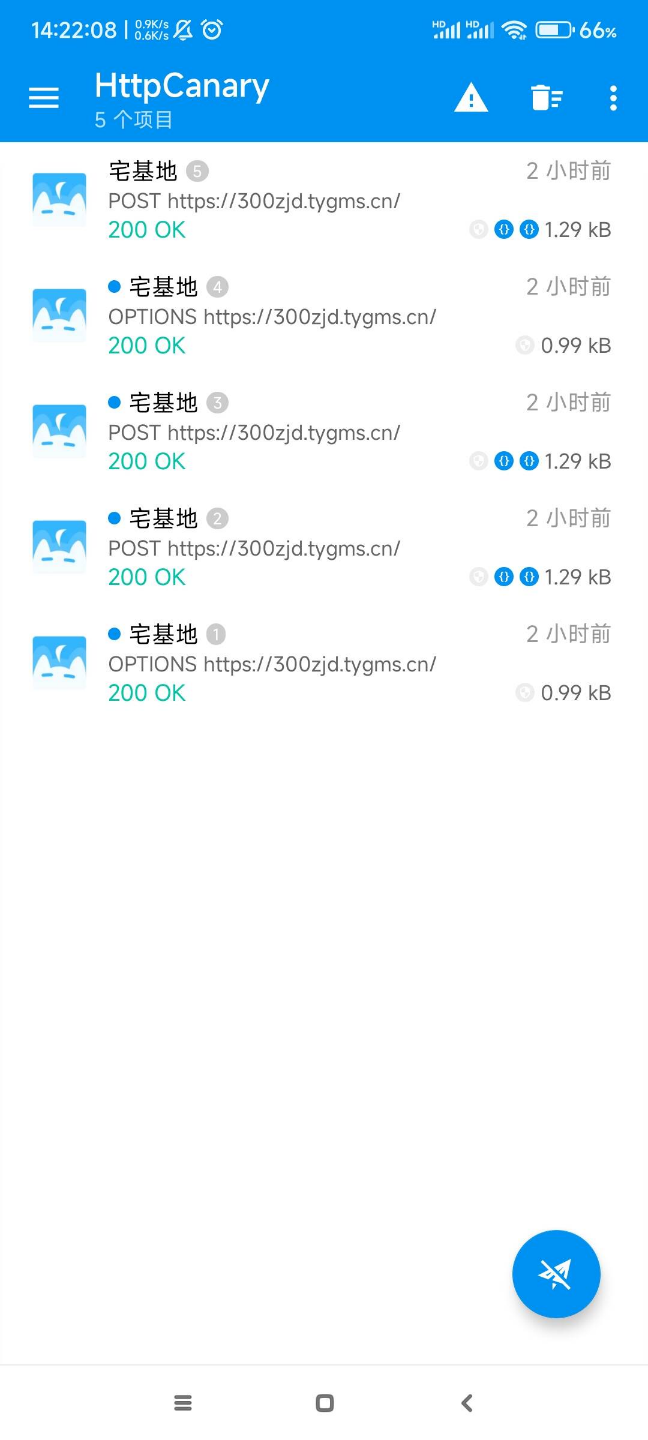 14:22:08 | 0.9K/s 0.6K/s HD HD 66%
HttpCanary
5 个项目
宅基地 5 2 小时前
POST https://300zjd.tygms.cn/
200 OK 1.29 kB
宅基地 4 2 小时前
OPTIONS https://300zjd.tygms.cn/
200 OK 0.99 kB
宅基地 3 2 小时前
POST https://300zjd.tygms.cn/
200 OK 1.29 kB
宅基地 2 2 小时前
POST https://300zjd.tygms.cn/
200 OK 1.29 kB
宅基地 1 2 小时前
OPTIONS https://300zjd.tygms.cn/
200 OK 0.99 kB